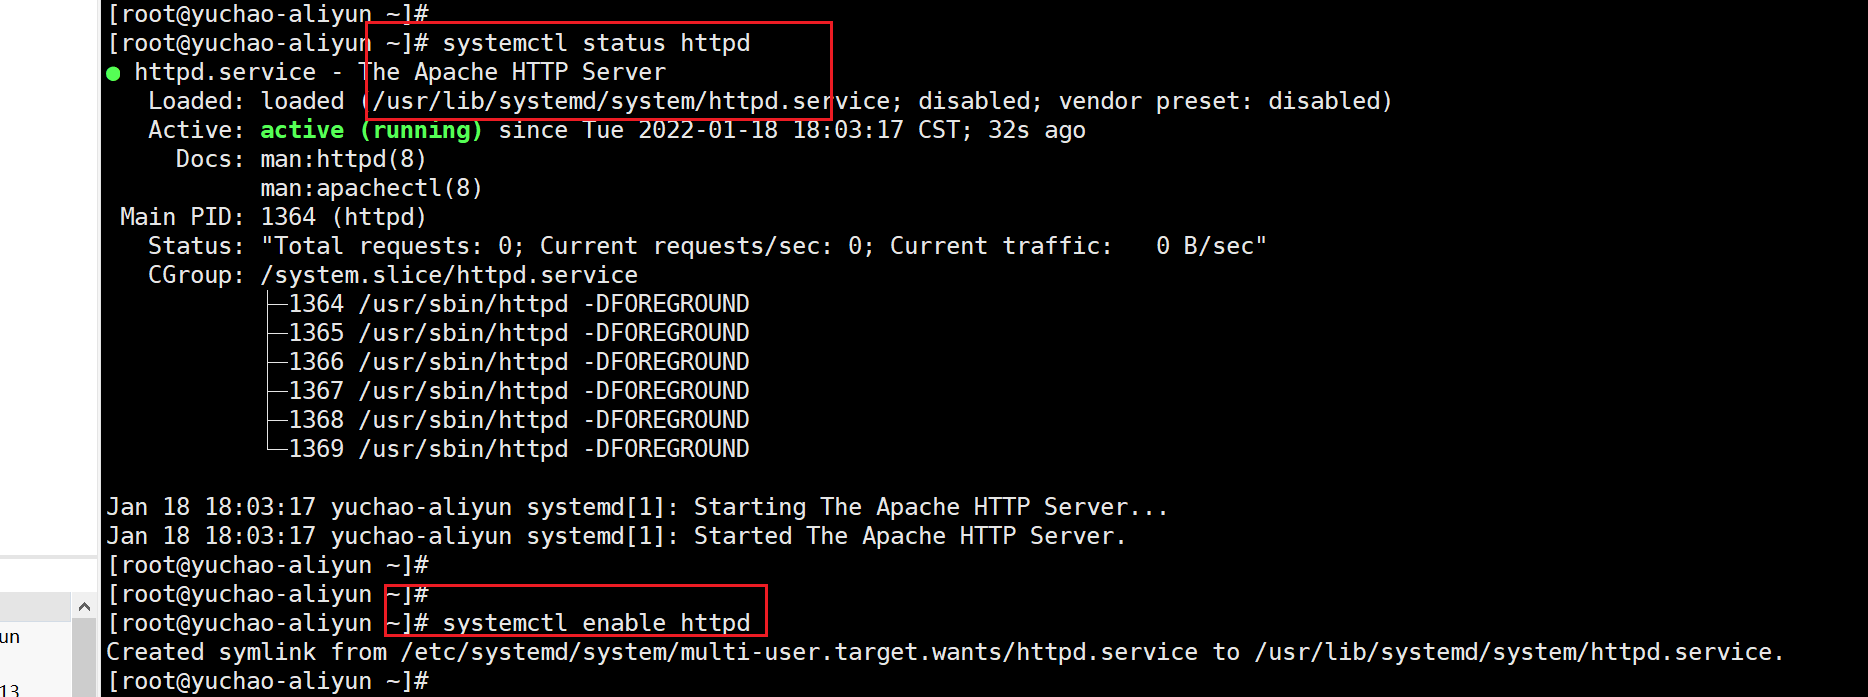 [root@yuchao-aliyun ~]#
[root@yuchao-aliyun ~]# systemctl status httpd
● httpd.service - The Apache HTTP Server
   Loaded: loaded (/usr/lib/systemd/system/httpd.service; disabled; vendor preset: disabled)
   Active: active (running) since Tue 2022-01-18 18:03:17 CST; 32s ago
     Docs: man:httpd(8)
           man:apachectl(8)
 Main PID: 1364 (httpd)
   Status: "Total requests: 0; Current requests/sec: 0; Current traffic:   0 B/sec"
   CGroup: /system.slice/httpd.service
           ├─1364 /usr/sbin/httpd -DFOREGROUND
           ├─1365 /usr/sbin/httpd -DFOREGROUND
           ├─1366 /usr/sbin/httpd -DFOREGROUND
           ├─1367 /usr/sbin/httpd -DFOREGROUND
           ├─1368 /usr/sbin/httpd -DFOREGROUND
           └─1369 /usr/sbin/httpd -DFOREGROUND
Jan 18 18:03:17 yuchao-aliyun systemd[1]: Starting The Apache HTTP Server...
Jan 18 18:03:17 yuchao-aliyun systemd[1]: Started The Apache HTTP Server.
[root@yuchao-aliyun ~]#
[root@yuchao-aliyun ~]#
[root@yuchao-aliyun ~]# systemctl enable httpd
Created symlink from /etc/systemd/system/multi-user.target.wants/httpd.service to /usr/lib/systemd/system/httpd.service.
[root@yuchao-aliyun ~]#
un
13